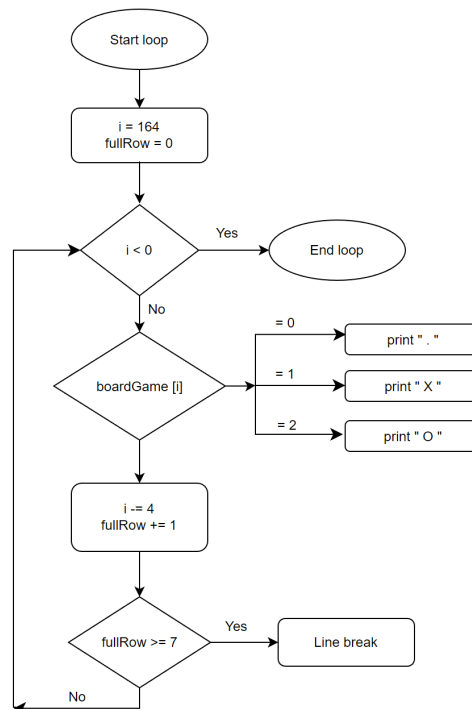 Start loop
i = 164
fullRow = 0
i < 0
Yes
End loop
No
boardGame [i]
= 0
print " . "
= 1
print " X "
= 2
print " O "
i -= 4
fullRow += 1
fullRow >= 7
Yes
Line break
No